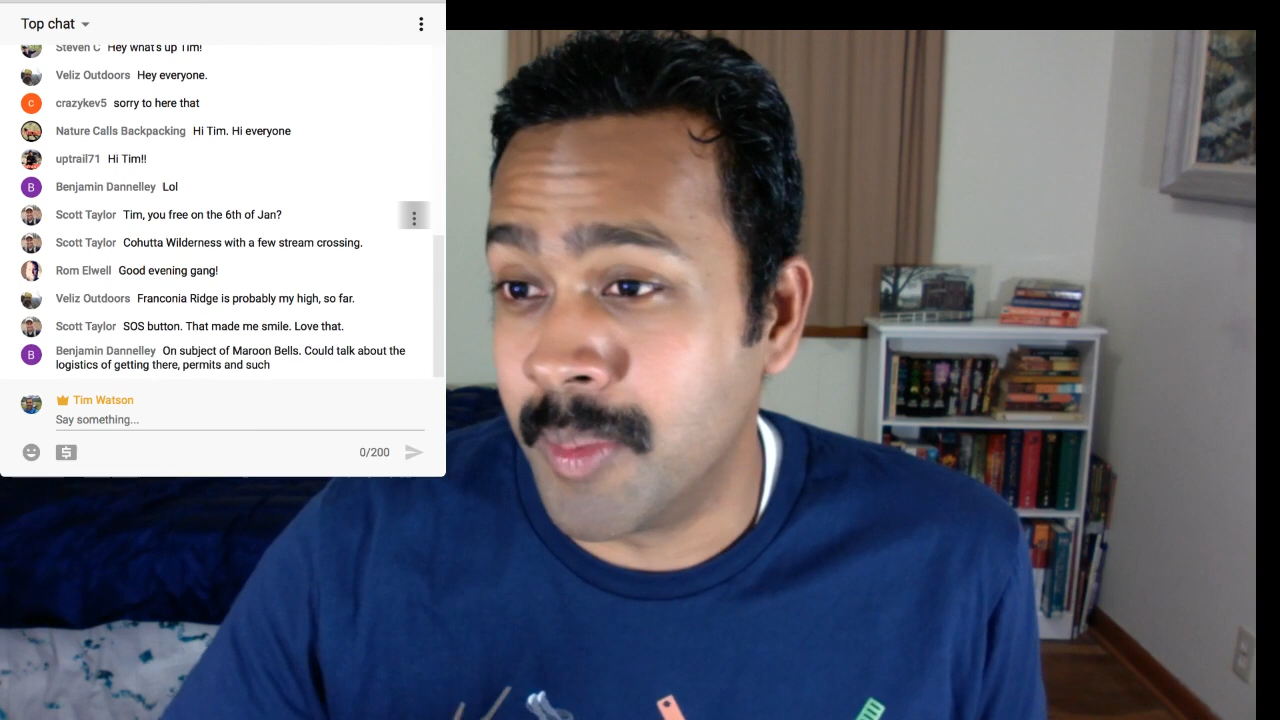 Top chat
Steven C Hey what's up Tim!
Veliz Outdoors Hey everyone.
C crazykev5 sorry to here that
Nature Calls Backpacking Hi Tim. Hi everyone
uptrail71 Hi Tim!!
B Benjamin Dannelley Lol
Scott Taylor Tim, you free on the 6th of Jan?
Scott Taylor Cohutta Wilderness with a few stream crossing.
Rom Elwell Good evening gang!
Veliz Outdoors Franconia Ridge is probably my high, so far.
Scott Taylor SOS button. That made me smile. Love that.
B Benjamin Dannelley On subject of Maroon Bells. Could talk about the
logistics of getting there, permits and such
Tim Watson
Say something...
$ 0/200